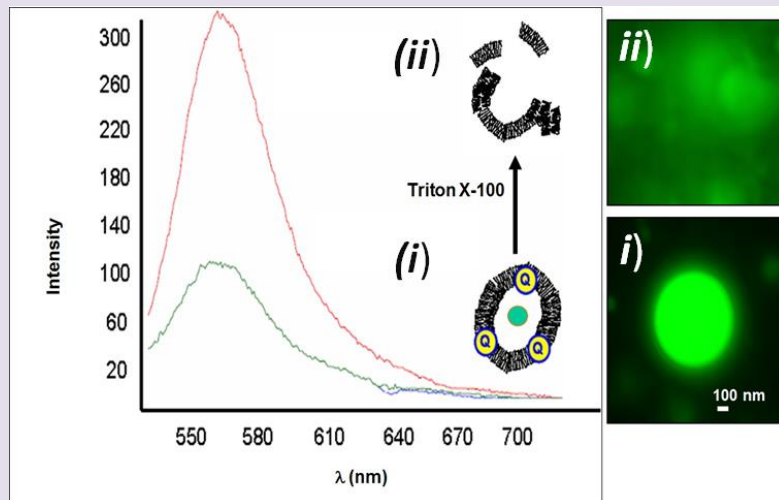 300
260
220
180
140
100
60
20
Intensity
550 580 610 640 670 700
λ (nm)
(ii)
Triton X-100
(i)
Q
Q Q
ii)
i)
100 nm